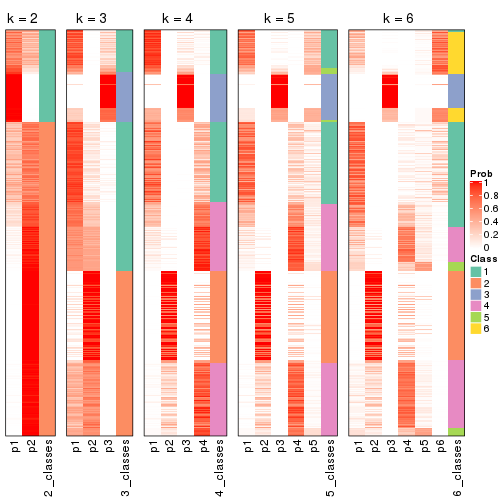 k = 2
k = 3
k = 4
k = 5
k = 6
p1
p2
2_classes
p1
p2
p3
3_classes
p1
p2
p3
p4
4_classes
p1
p2
p3
p4
p5
5_classes
p1
p2
p3
p4
p5
p6
6_classes
Prob
1
0.8
0.6
0.4
0.2
0
Class
1
2
3
4
5
6